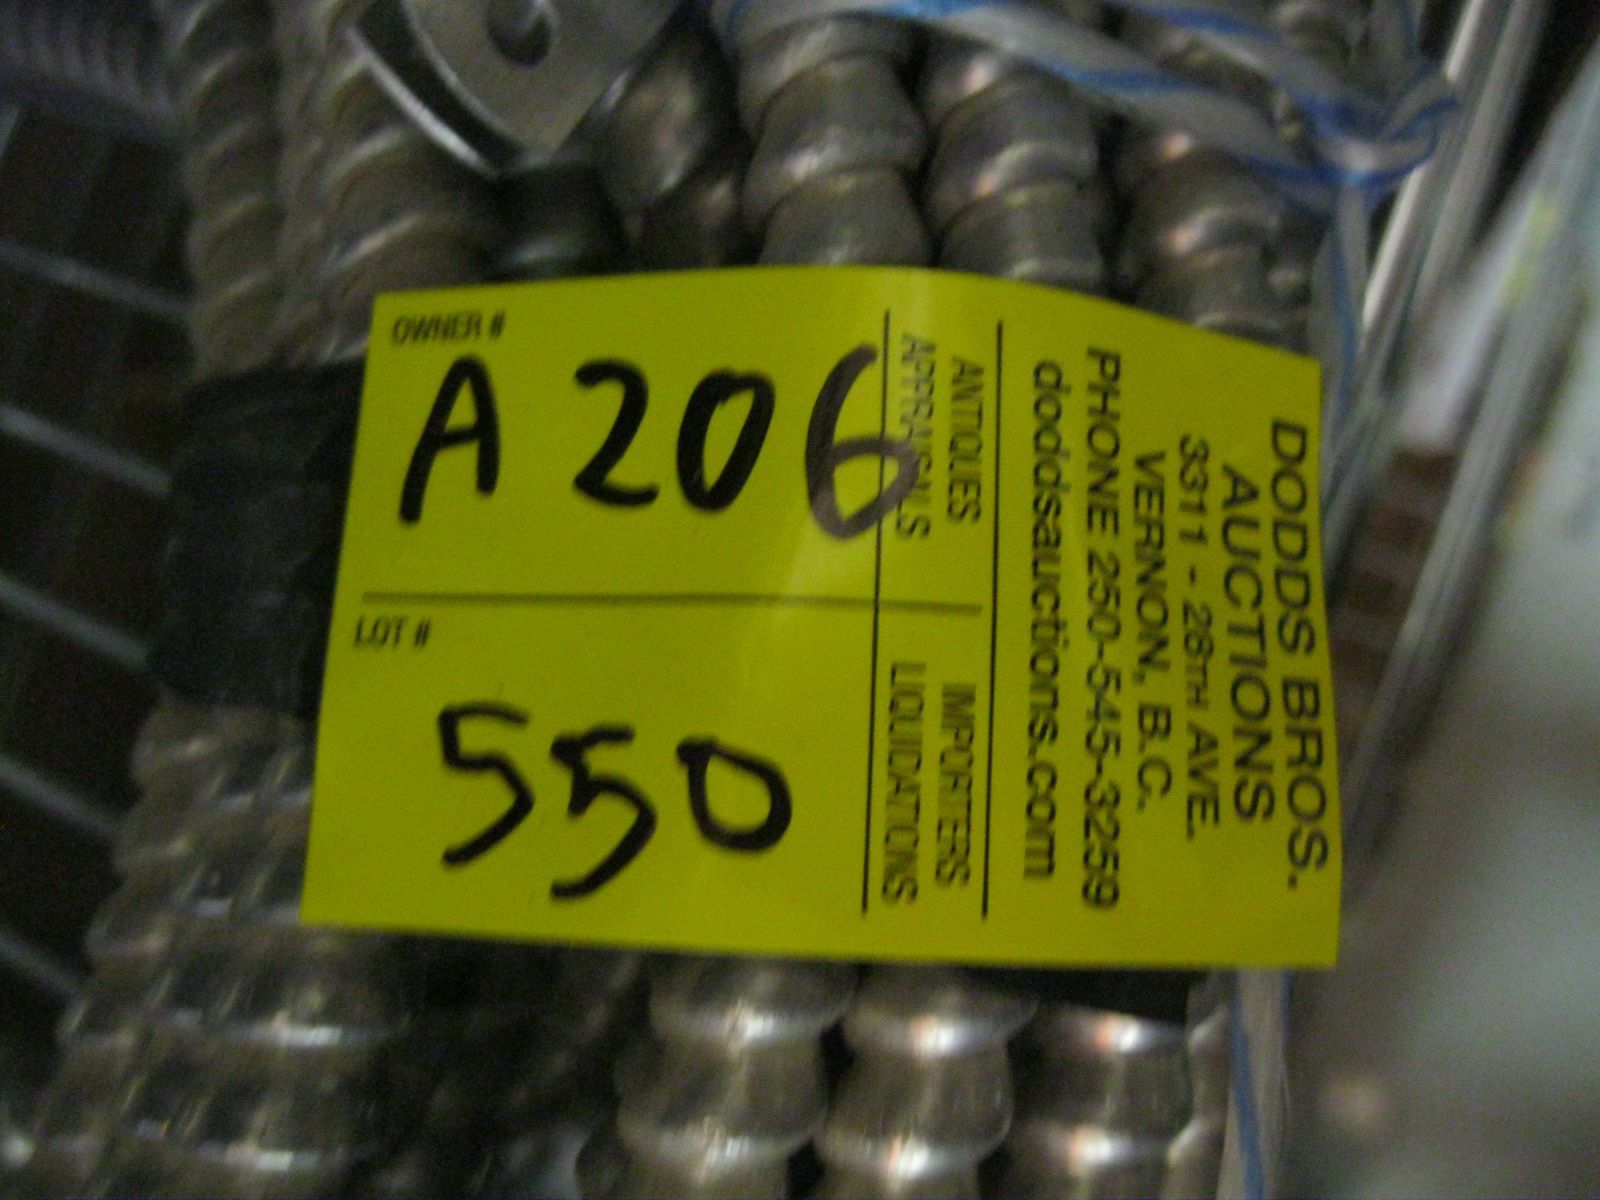 OWNER #
A 206
LOT #
550
ANTIQUES
APPRAISALS
IMPORTERS
LIQUIDATIONS
DODDS BROS.
AUCTIONS
3311 - 28TH AVE.
VERNON, B.C.
PHONE 250-545-3259
doddsauctions.com